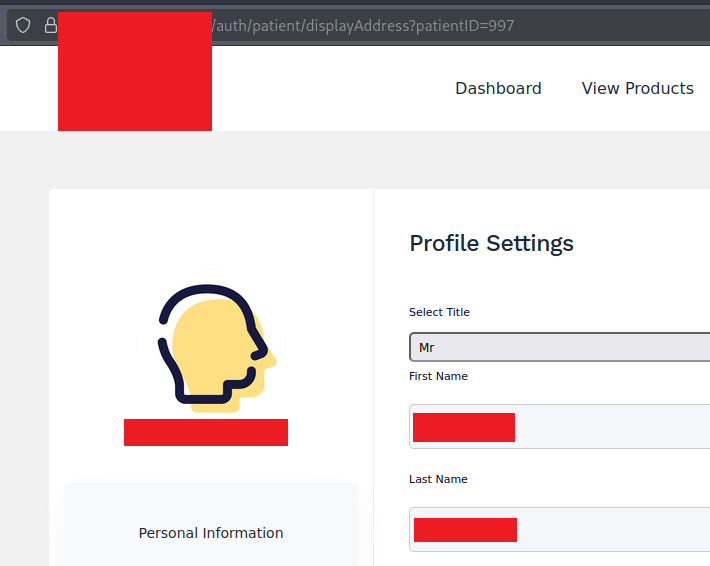 /auth/patient/displayAddress?patientID=997
Dashboard View Products
Profile Settings
Select Title
Mr
First Name
Last Name
Personal Information